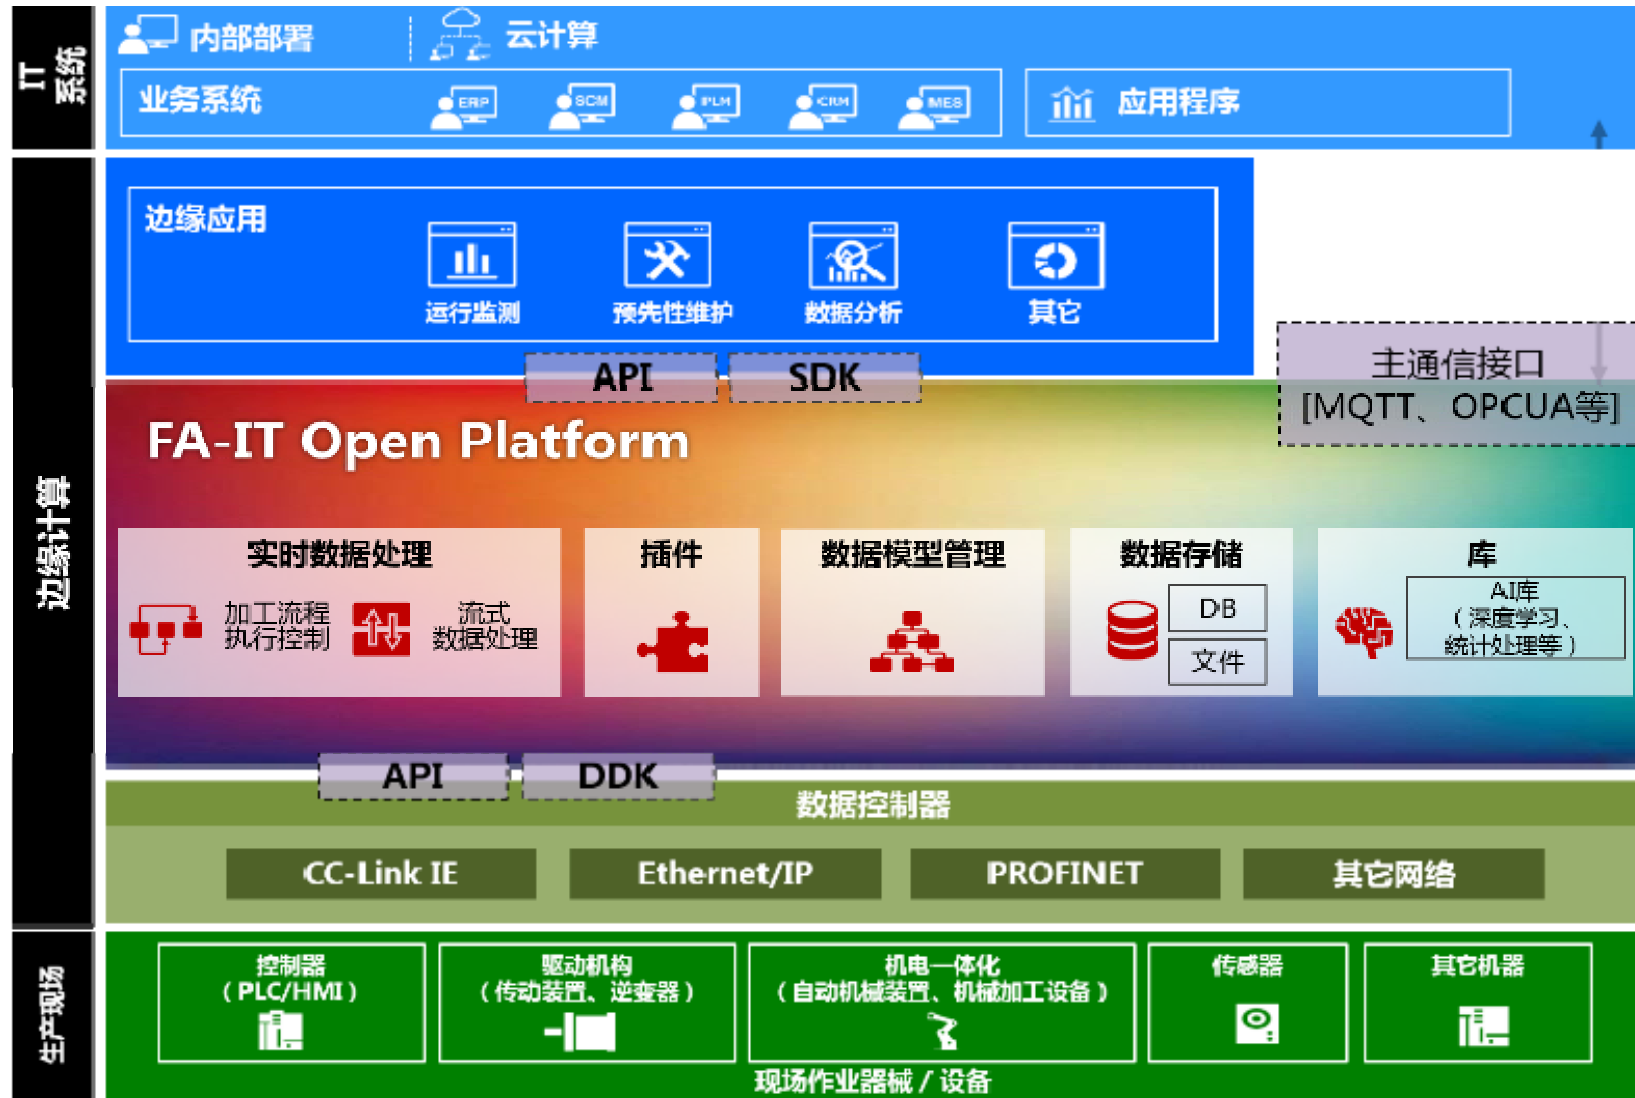 IT
系统
内部部署
云计算
业务系统
ERP
SCM
PLM
CRM
MES
应用程序
边缘计算
边缘应用
运行监测
预先性维护
数据分析
其它
API
SDK
主通信接口
[MQTT、OPCUA等]
FA-IT Open Platform
实时数据处理
加工流程
执行控制
流式
数据处理
插件
数据模型管理
数据存储
DB
文件
库
AI库
（深度学习、
統计处理等）
API
DDK
数据控制器
CC-Link IE
Ethernet/IP
PROFINET
其它网络
生产现场
控制器
（PLC/HMI）
驱动机构
（传动装置、逆变器）
机电一体化
（自动机械装置、机械加工设备）
传感器
其它机器
现场作业器械 / 设备